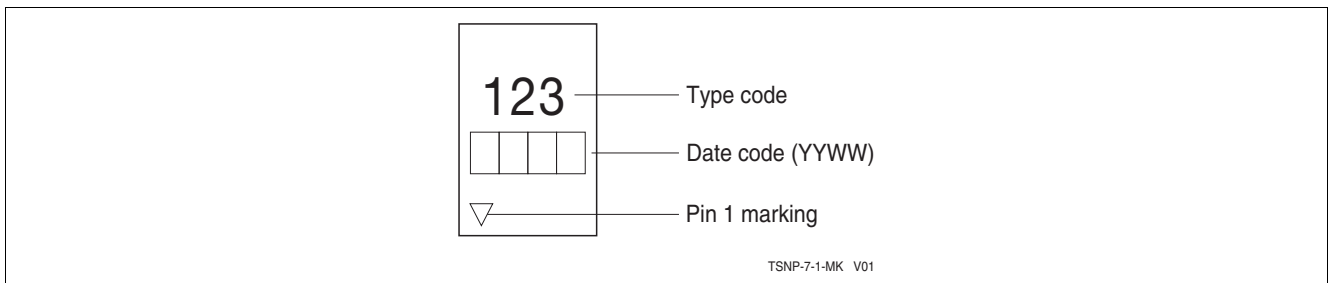 123
Type code
Date code (YYWW)
Pin 1 marking
TSNP-7-1-MK V01